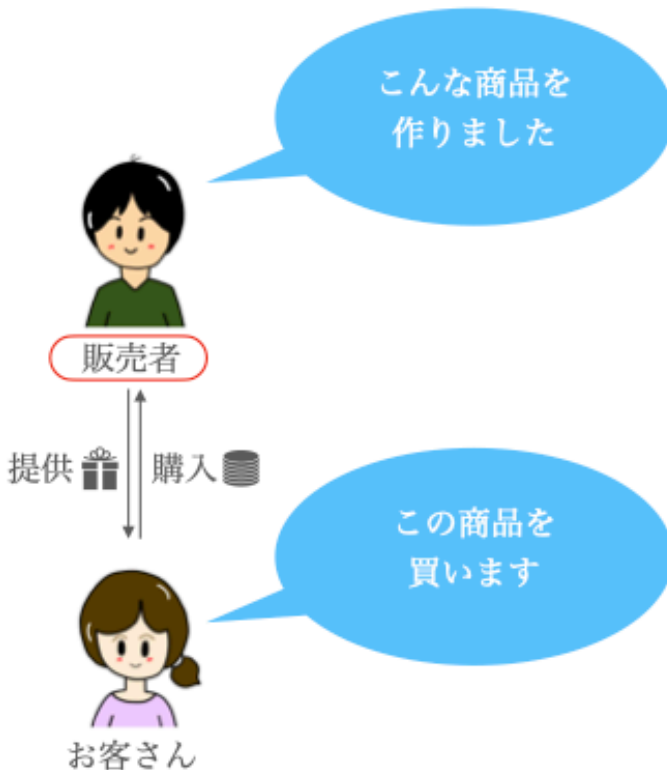 こんな商品を
作りました
販売者
提供 購入
この商品を
買います
お客さん